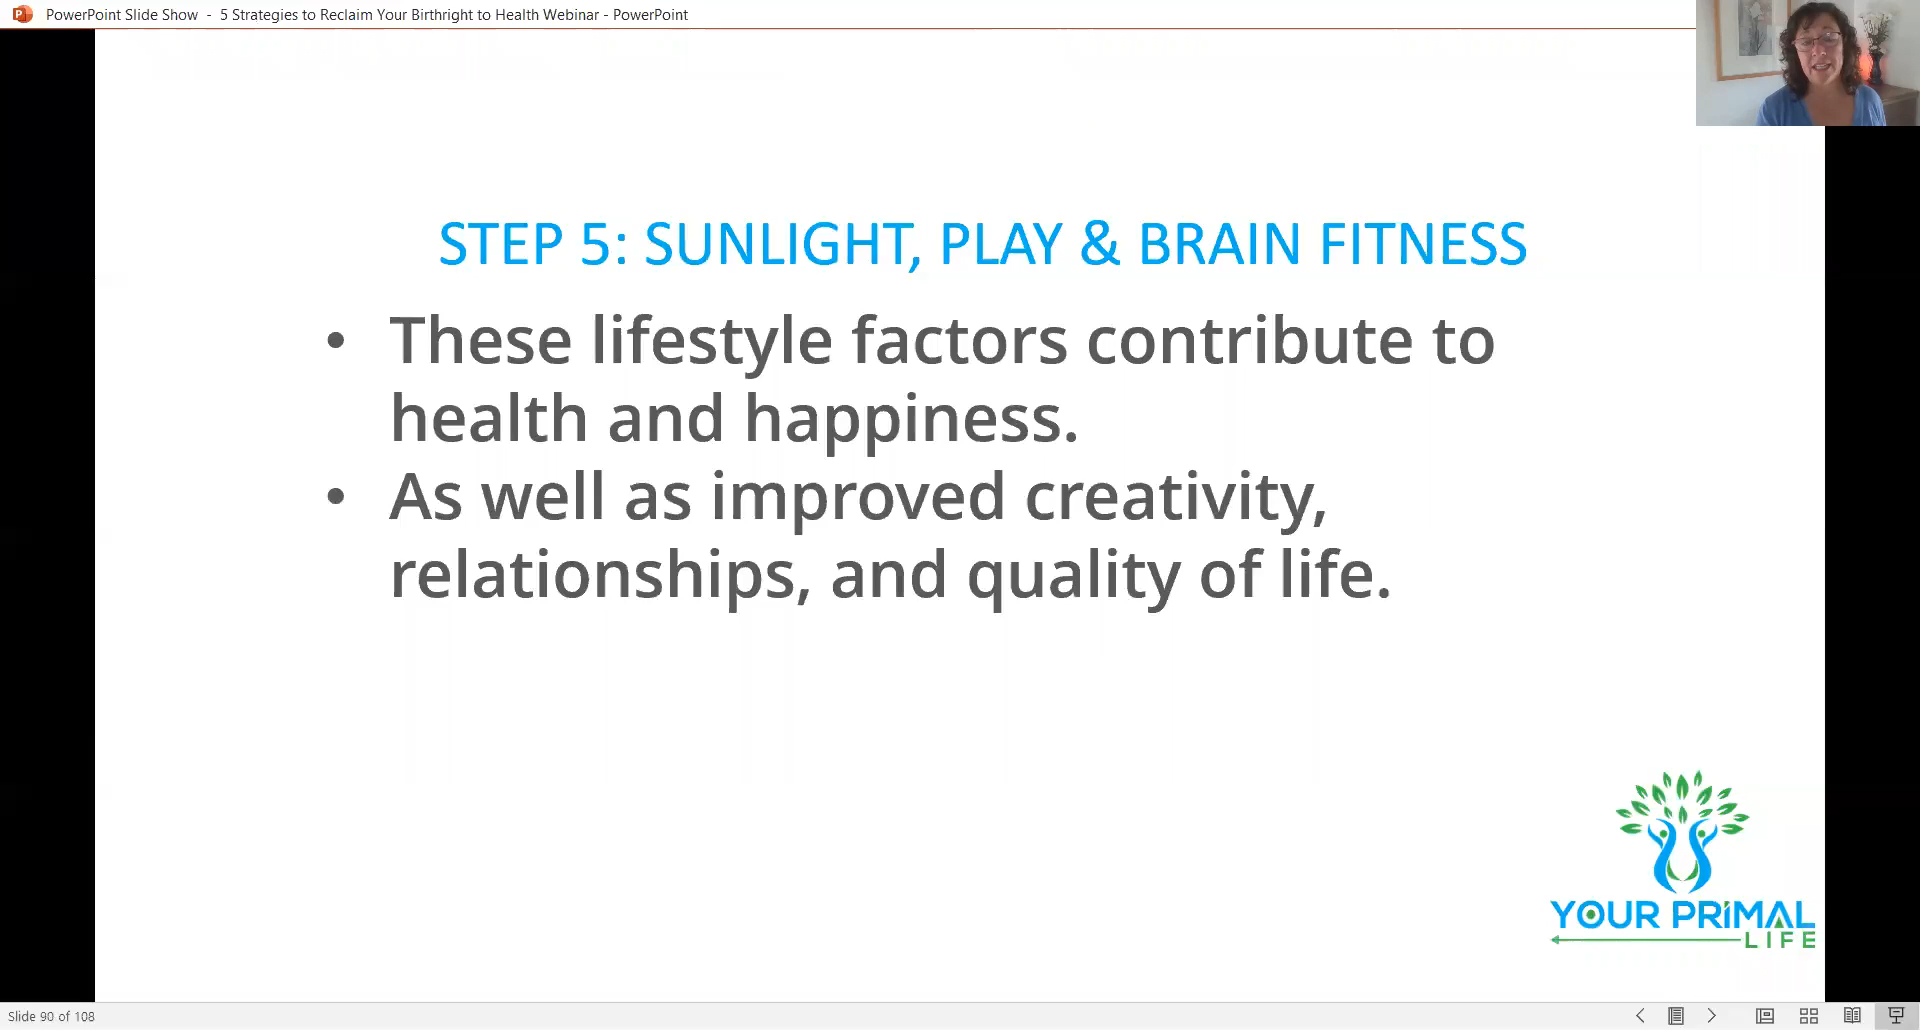 PowerPoint Slide Show - 5 Strategies to Reclaim Your Birthright to Health Webinar - PowerPoint
STEP 5: SUNLIGHT, PLAY & BRAIN FITNESS
• These lifestyle factors contribute to
health and happiness.
• As well as improved creativity,
relationships, and quality of life.
YOUR PRIMAL
LIFE
Slide 90 of 108